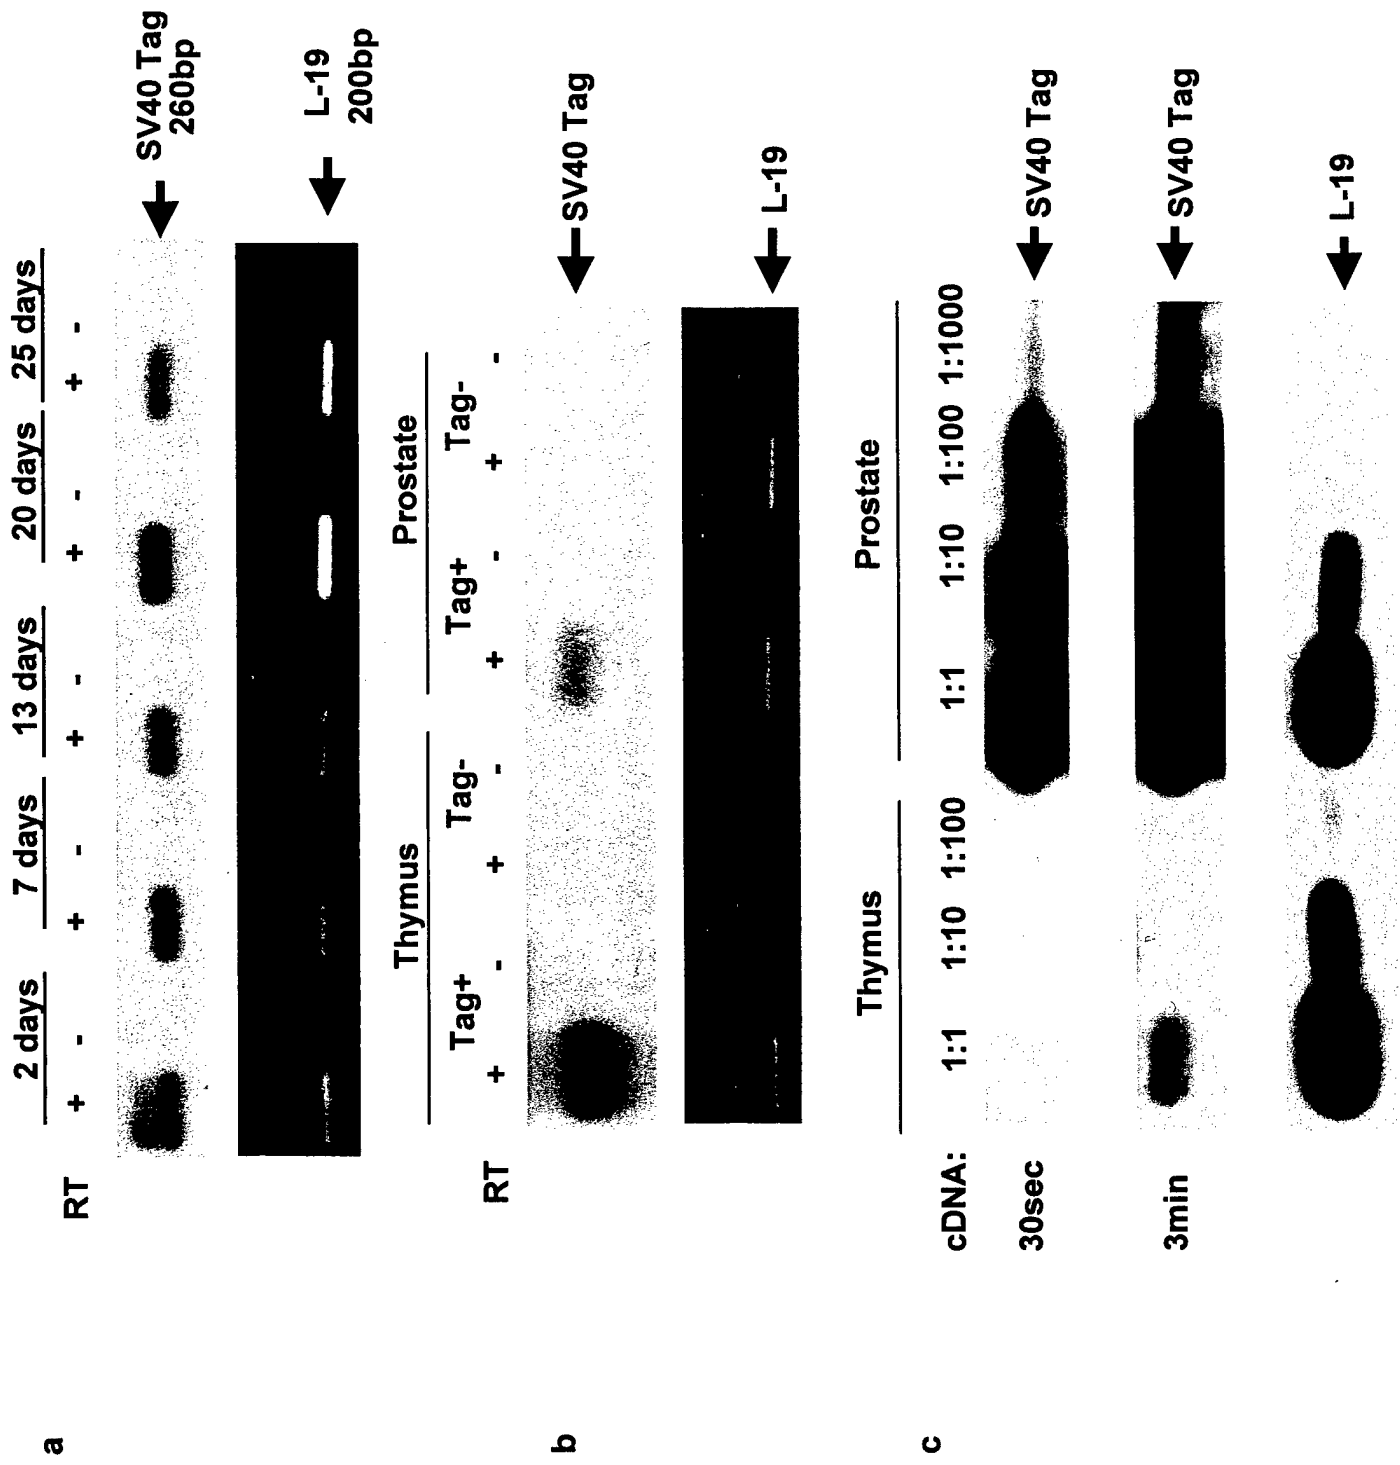 a
2 days 7 days 13 days 20 days 25 days
RT + - + - + - + - + -
SV40 Tag
260bp
L-19
200bp
b
Thymus Prostate
Tag+ Tag- Tag+ Tag-
RT + - + - + - + -
SV40 Tag
L-19
c
Thymus Prostate
cDNA: 1:1 1:10 1:100 1:1 1:10 1:100 1:1000
30sec SV40 Tag
3min SV40 Tag
L-19